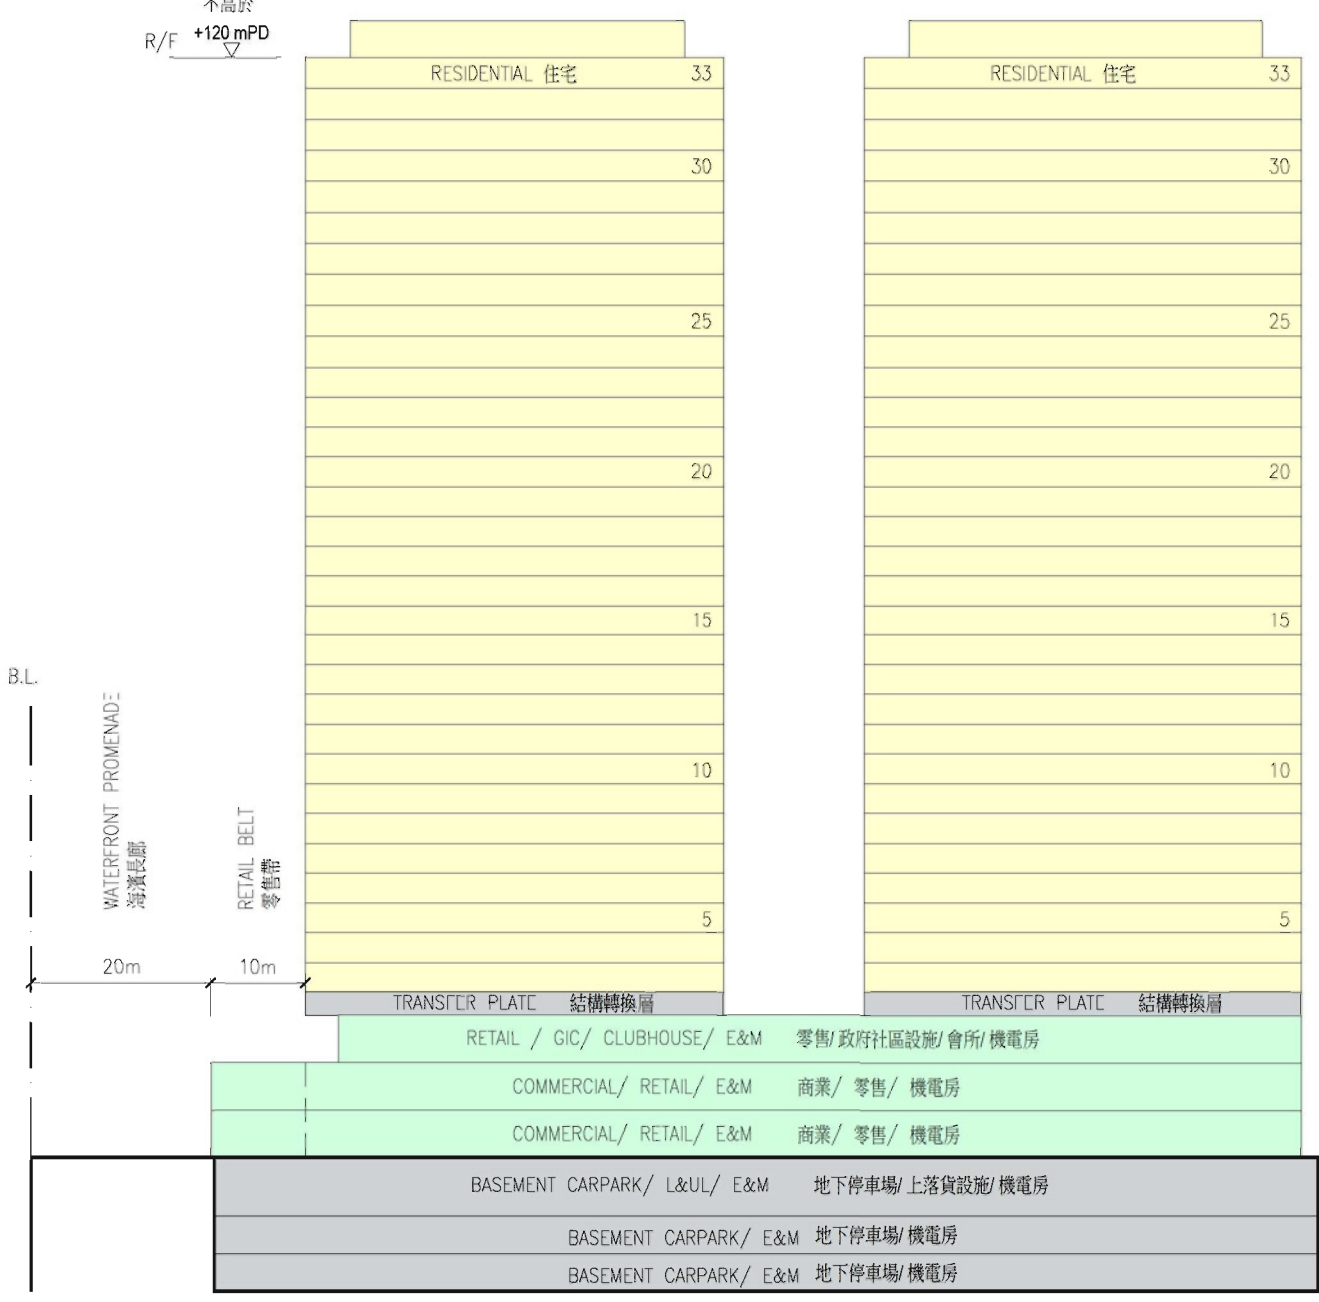 不高於
+120 mPD
R/F
RESIDENTIAL 住宅 33
RESIDENTIAL 住宅 33
30
30
25
25
20
20
15
15
10
10
5
5
B.L.
WATERFRONT PROMENADE
海濱長廊
RETAIL BELT
零售帶
20m
10m
TRANSFER PLATE 結構轉換層
TRANSFER PLATE 結構轉換層
RETAIL / GIC/ CLUBHOUSE/ E&M 零售/政府社區設施/會所/機電房
COMMERCIAL/ RETAIL/ E&M 商業/ 零售/ 機電房
COMMERCIAL/ RETAIL/ E&M 商業/ 零售/ 機電房
BASEMENT CARPARK/ L&UL/ E&M 地下停車場/上落貨設施/機電房
BASEMENT CARPARK/ E&M 地下停車場/機電房
BASEMENT CARPARK/ E&M 地下停車場/機電房